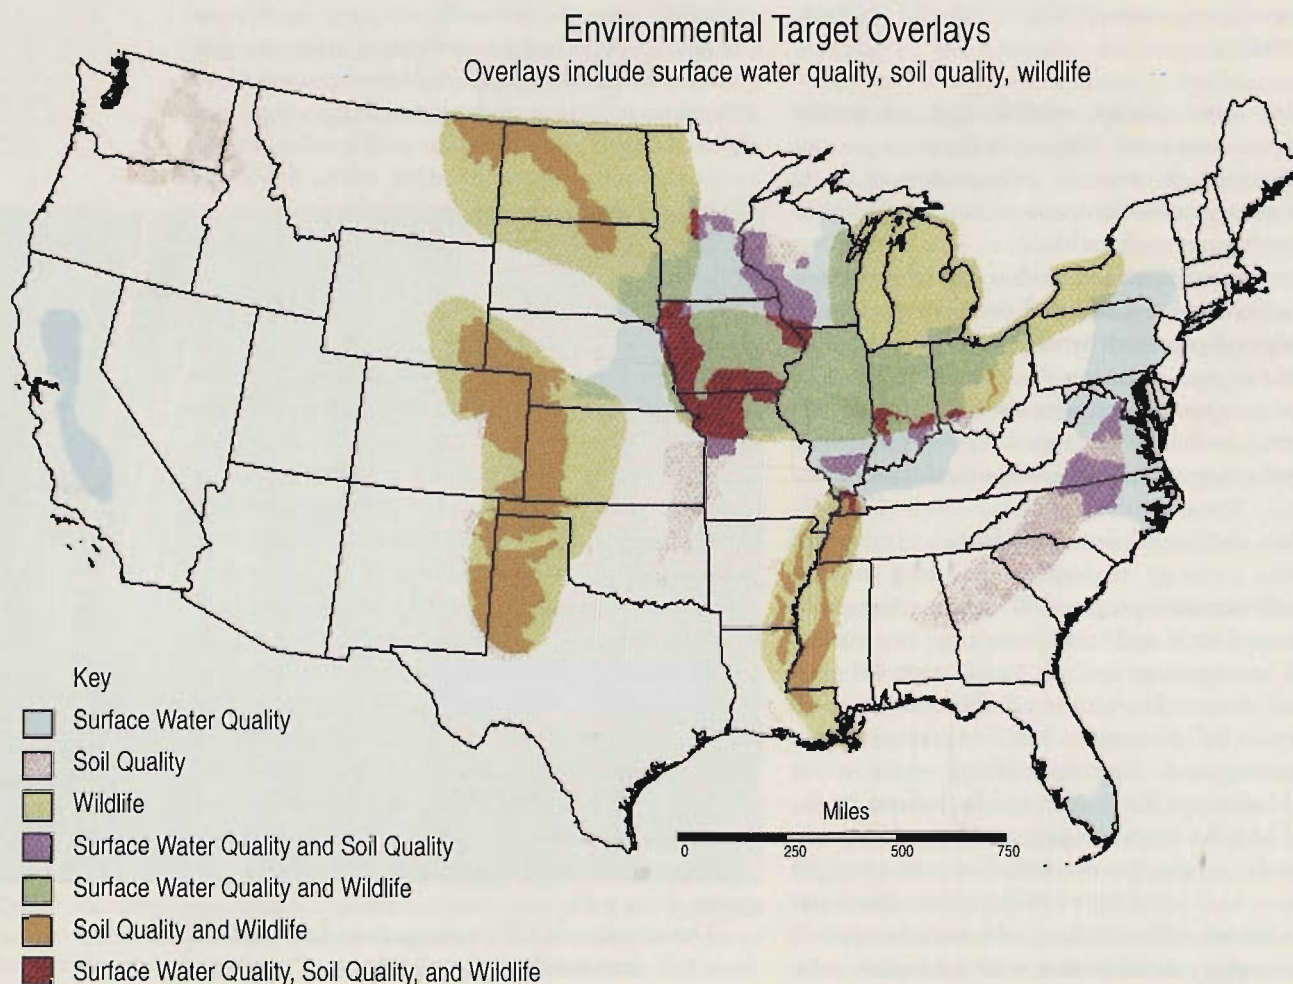 Environmental Target Overlays
Overlays include surface water quality, soil quality, wildlife
Key
Surface Water Quality
Soil Quality
Wildlife
Surface Water Quality and Soil Quality
Surface Water Quality and Wildlife
Soil Quality and Wildlife
Surface Water Quality, Soil Quality, and Wildlife
Miles
0 250 500 750